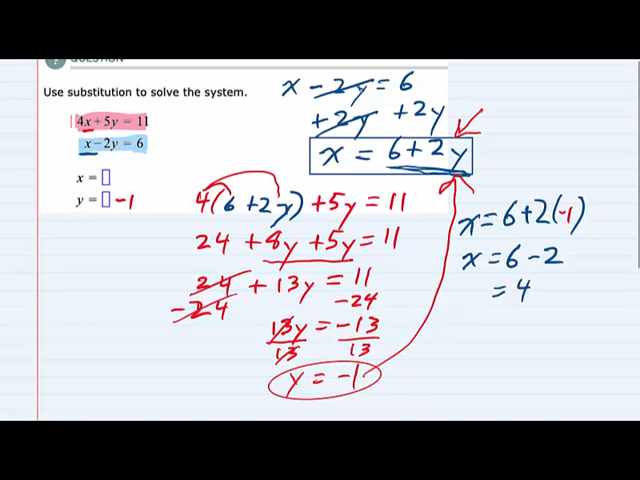 ? QUESTION
Use substitution to solve the system.
4x + 5y = 11
x − 2y = 6
x =
y = -1
x - 2y = 6
+2y +2y
x = 6 + 2y
4(6 + 2y) + 5y = 11
24 + 8y + 5y = 11
24 + 13y = 11
-24 -24
13y = -13
13 13
y = -1
x = 6 + 2(-1)
x = 6 - 2
= 4